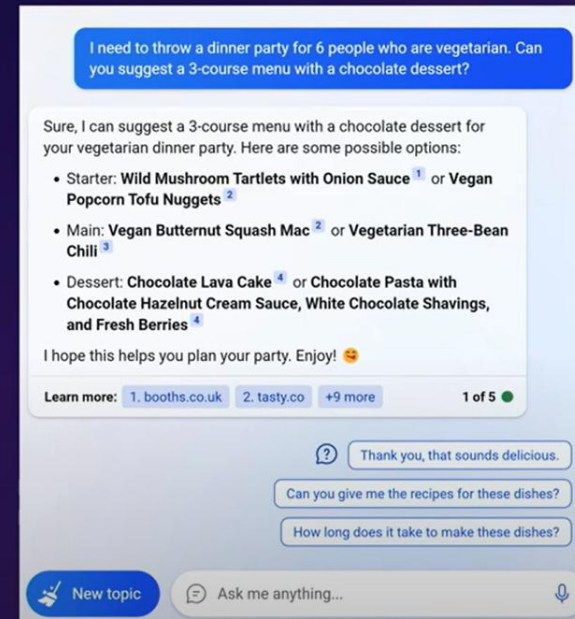 I need to throw a dinner party for 6 people who are vegetarian. Can
you suggest a 3-course menu with a chocolate dessert?
Sure, I can suggest a 3-course menu with a chocolate dessert for
your vegetarian dinner party. Here are some possible options:
• Starter: Wild Mushroom Tartlets with Onion Sauce 1 or Vegan
Popcorn Tofu Nuggets 2
• Main: Vegan Butternut Squash Mac 2 or Vegetarian Three-Bean
Chili 3
• Dessert: Chocolate Lava Cake 4 or Chocolate Pasta with
Chocolate Hazelnut Cream Sauce, White Chocolate Shavings,
and Fresh Berries 4
I hope this helps you plan your party. Enjoy! 😋
Learn more: 1. booths.co.uk 2. tasty.co +9 more 1 of 5
Thank you, that sounds delicious.
Can you give me the recipes for these dishes?
How long does it take to make these dishes?
New topic Ask me anything...